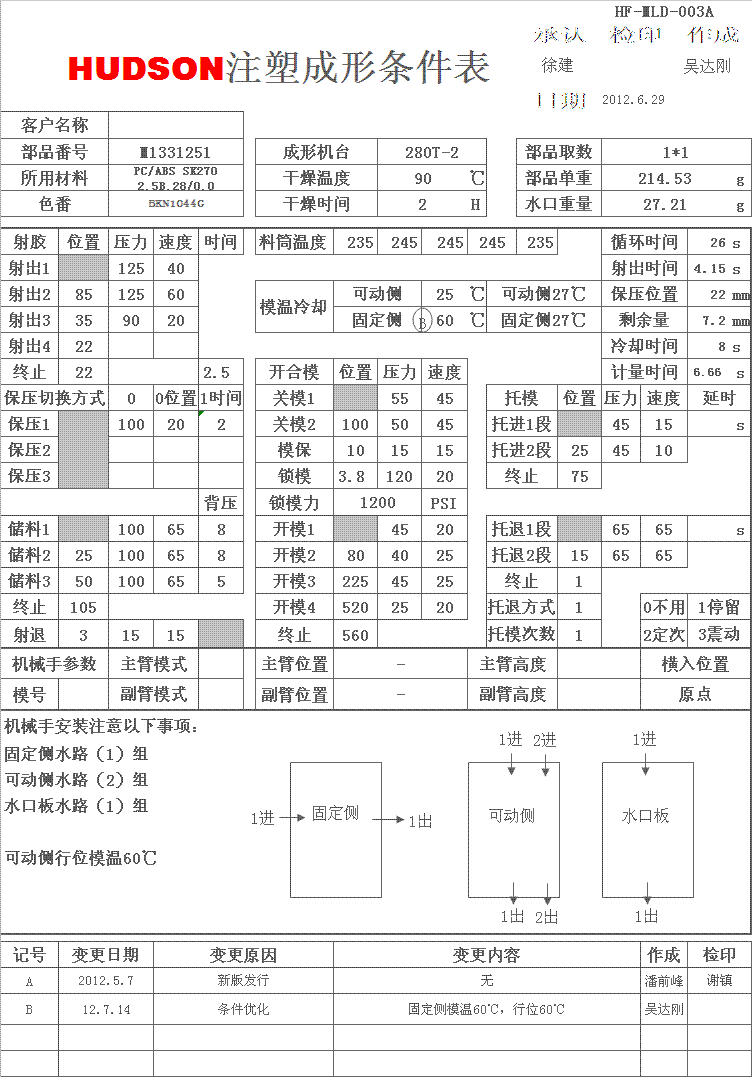 HF-MLD-003A
承认 检印 作成
HUDSON注塑成形条件表
徐建 吴达刚
日期 2012.6.29
客户名称
部品番号 M1331251 成形机台 280T-2 部品取数 1*1
所用材料 PC/ABS SE270 2.5B.28/0.0 干燥温度 90 ℃ 部品单重 214.53 g
色番 BKN1044G 干燥时间 2 H 水口重量 27.21 g
射胶 位置 压力 速度 时间 料筒温度 235 245 245 245 235 循环时间 26 s
射出1 125 40 射出时间 4.15 s
射出2 85 125 60 模温冷却 可动侧 25 ℃ 可动侧27℃ 保压位置 22 mm
射出3 35 90 20 固定侧 B 60 ℃ 固定侧27℃ 剩余量 7.2 mm
射出4 22 冷却时间 8 s
终止 22 2.5 开合模 位置 压力 速度 计量时间 6.66 s
保压切换方式 0 0位置 1时间 关模1 55 45 托模 位置 压力 速度 延时
保压1 100 20 2 关模2 100 50 45 托进1段 45 15 s
保压2 模保 10 15 15 托进2段 25 45 10
保压3 锁模 3.8 120 20 终止 75
背压 锁模力 1200 PSI
储料1 100 65 8 开模1 45 20 托退1段 65 65 s
储料2 25 100 65 8 开模2 80 40 25 托退2段 15 65 65
储料3 50 100 65 5 开模3 225 45 25 终止 1
终止 105 开模4 520 25 20 托退方式 1 0不用 1停留
射退 3 15 15 终止 560 托模次数 1 2定次 3震动
机械手参数 主臂模式 主臂位置 - 主臂高度 横入位置
模号 副臂模式 副臂位置 - 副臂高度 原点
机械手安装注意以下事项：
固定侧水路（1）组
可动侧水路（2）组
水口板水路（1）组
可动侧行位模温60℃
1进 固定侧 1出
1进 2进
可动侧
1出 2出
1进
水口板
1出
记号 变更日期 变更原因 变更内容 作成 检印
A 2012.5.7 新版发行 无 潘前峰 谢镇
B 12.7.14 条件优化 固定侧模温60℃，行位60℃ 吴达刚